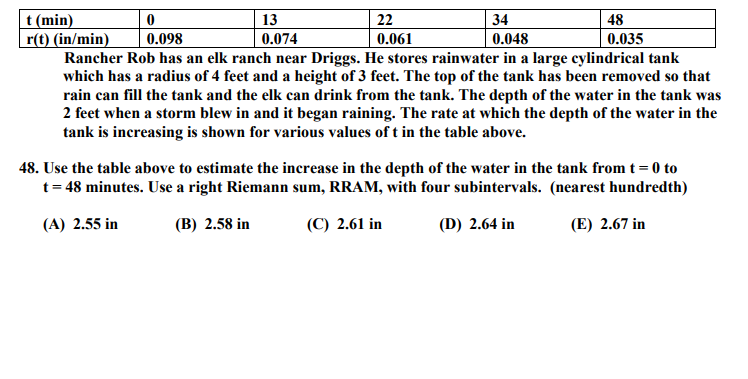 t (min) 0 13 22 34 48
r(t) (in/min) 0.098 0.074 0.061 0.048 0.035
Rancher Rob has an elk ranch near Driggs. He stores rainwater in a large cylindrical tank
which has a radius of 4 feet and a height of 3 feet. The top of the tank has been removed so that
rain can fill the tank and the elk can drink from the tank. The depth of the water in the tank was
2 feet when a storm blew in and it began raining. The rate at which the depth of the water in the
tank is increasing is shown for various values of t in the table above.
48. Use the table above to estimate the increase in the depth of the water in the tank from t = 0 to
t = 48 minutes. Use a right Riemann sum, RRAM, with four subintervals. (nearest hundredth)
(A) 2.55 in (B) 2.58 in (C) 2.61 in (D) 2.64 in (E) 2.67 in